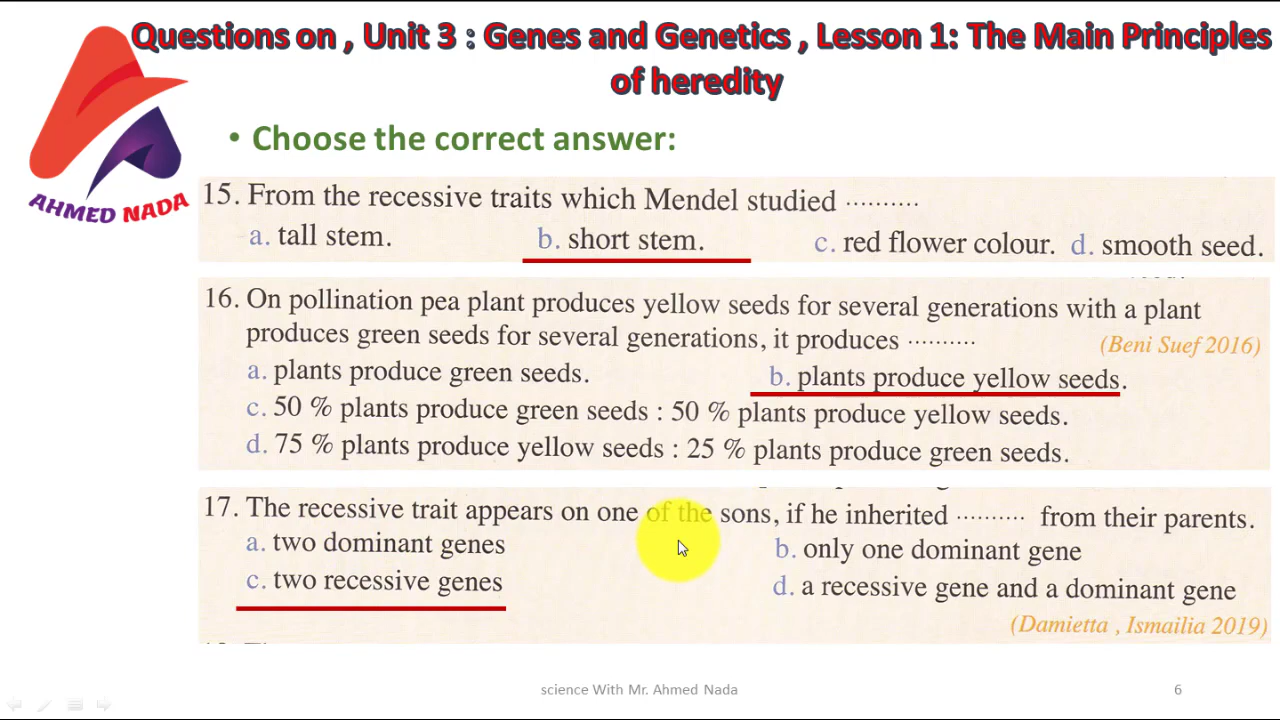 Questions on , Unit 3 : Genes and Genetics , Lesson 1: The Main Principles
of heredity
AHMED NADA
• Choose the correct answer:
15. From the recessive traits which Mendel studied ··········
a. tall stem. b. short stem. c. red flower colour. d. smooth seed.
16. On pollination pea plant produces yellow seeds for several generations with a plant
produces green seeds for several generations, it produces ··········
(Beni Suef 2016)
a. plants produce green seeds. b. plants produce yellow seeds.
c. 50 % plants produce green seeds : 50 % plants produce yellow seeds.
d. 75 % plants produce yellow seeds : 25 % plants produce green seeds.
17. The recessive trait appears on one of the sons, if he inherited ·········· from their parents.
a. two dominant genes b. only one dominant gene
c. two recessive genes d. a recessive gene and a dominant gene
(Damietta , Ismailia 2019)
science With Mr. Ahmed Nada 6